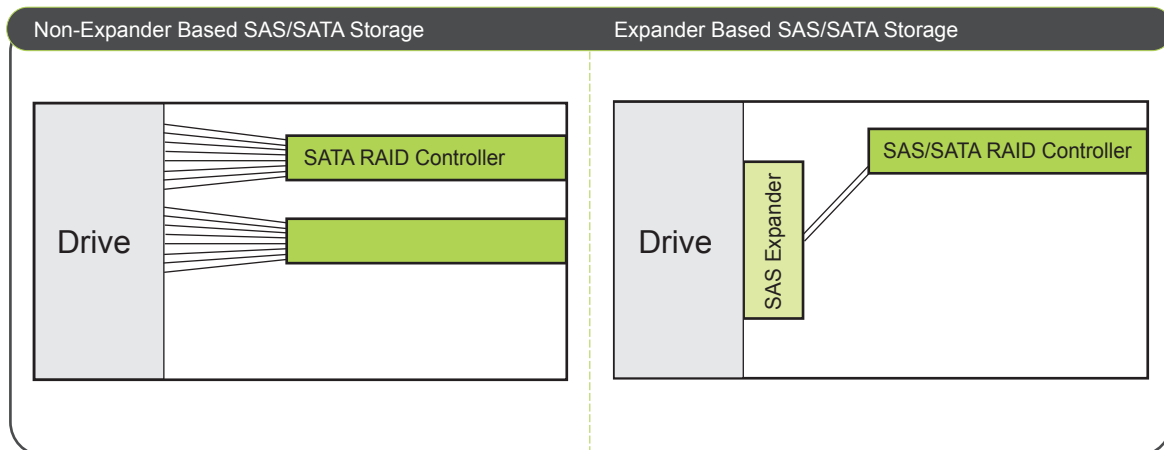 Non-Expander Based SAS/SATA Storage
Expander Based SAS/SATA Storage
Drive
SATA RAID Controller
Drive
SAS Expander
SAS/SATA RAID Controller